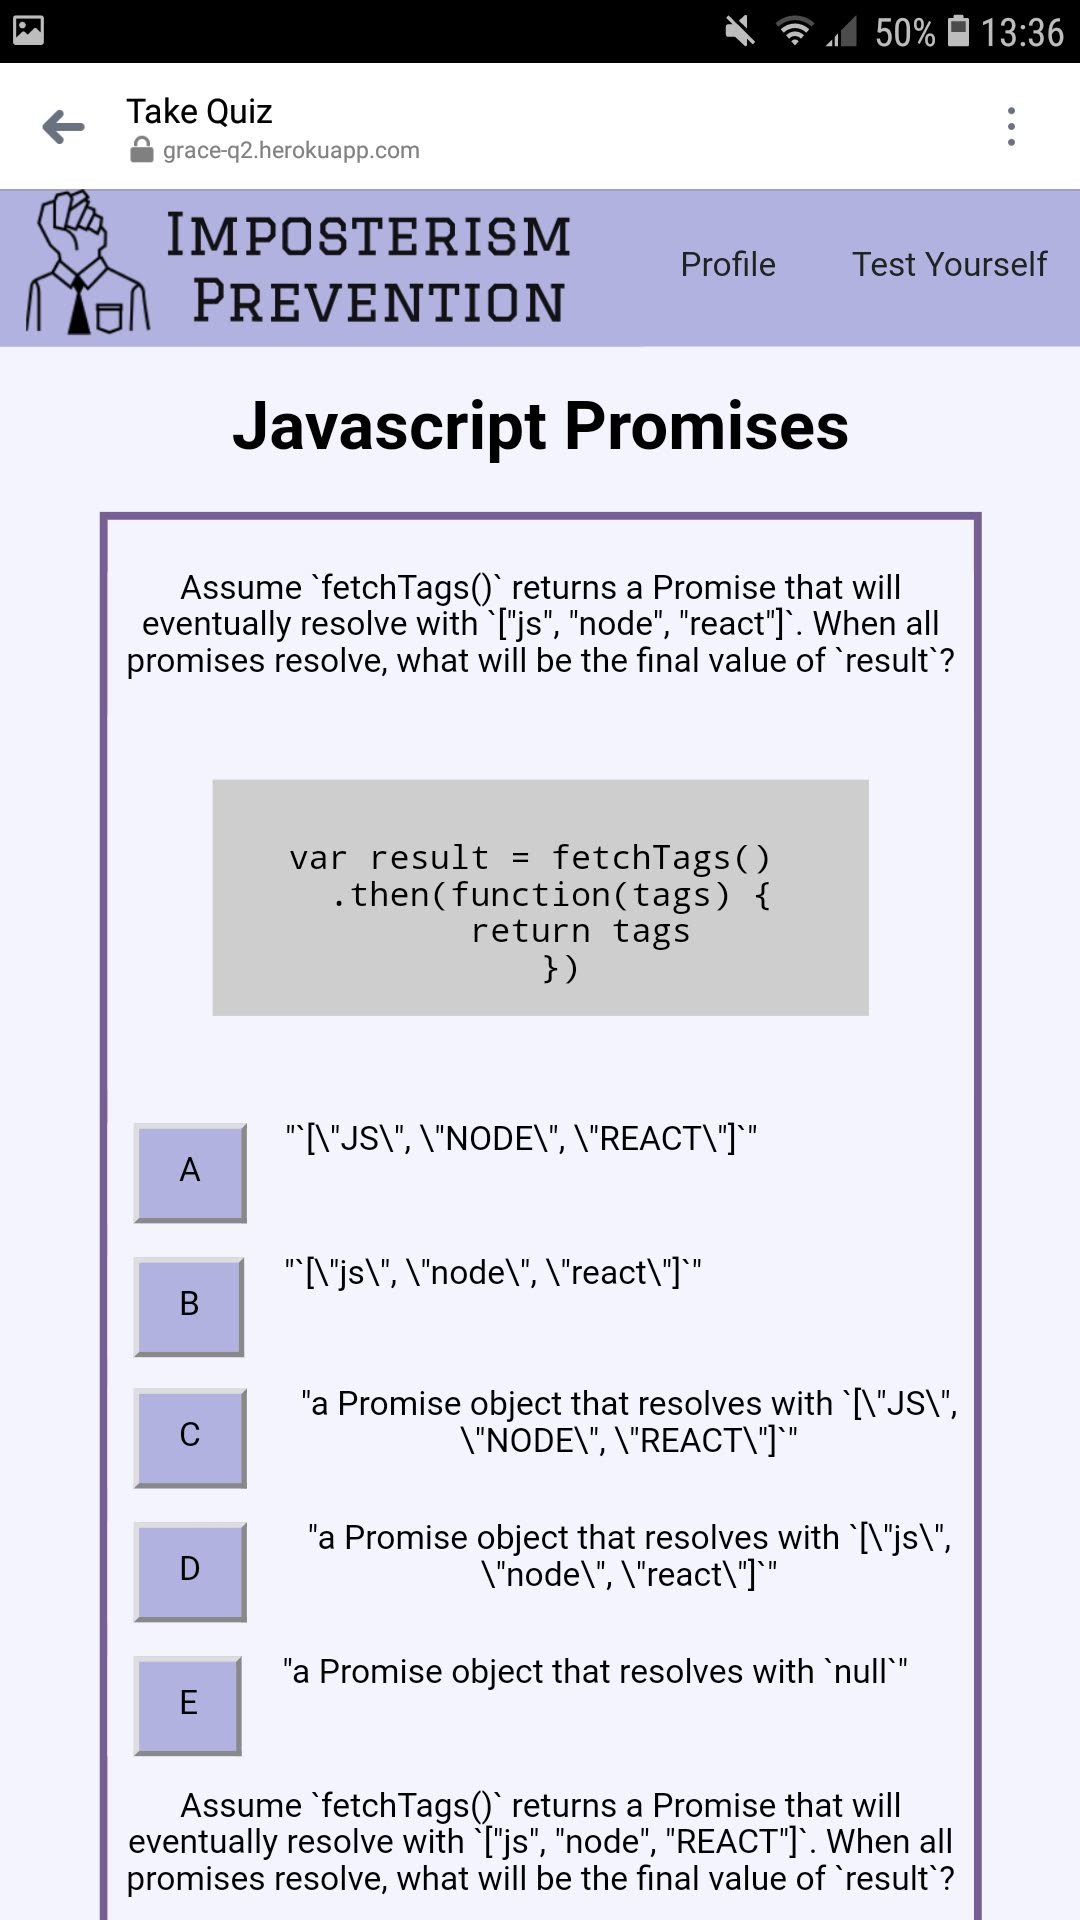 50% 13:36
Take Quiz
grace-q2.herokuapp.com
IMPOSTERISM
PREVENTION
Profile
Test Yourself
Javascript Promises
Assume `fetchTags()` returns a Promise that will
eventually resolve with `["js", "node", "react"]`. When all
promises resolve, what will be the final value of `result`?
var result = fetchTags()
.then(function(tags) {
return tags
})
A
"`[\"JS\", \"NODE\", \"REACT\"]`"
B
"`[\"js\", \"node\", \"react\"]`"
C
"a Promise object that resolves with `[\"JS\",
\"NODE\", \"REACT\"]`"
D
"a Promise object that resolves with `[\"js\",
\"node\", \"react\"]`"
E
"a Promise object that resolves with `null`"
Assume `fetchTags()` returns a Promise that will
eventually resolve with `["js", "node", "REACT"]`. When all
promises resolve, what will be the final value of `result`?